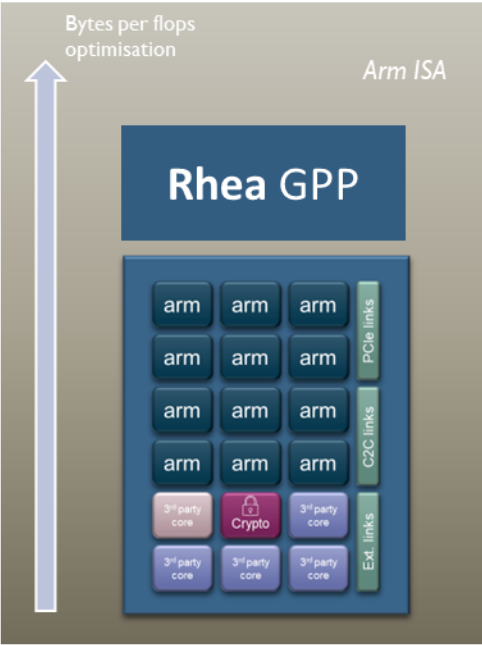 Bytes per flops
optimisation
Arm ISA
Rhea GPP
arm arm arm
arm arm arm
arm arm arm
arm arm arm
PCIe links
C2C links
3rd party
core
Crypto
3rd party
core
3rd party
core
3rd party
core
3rd party
core
Ext. links